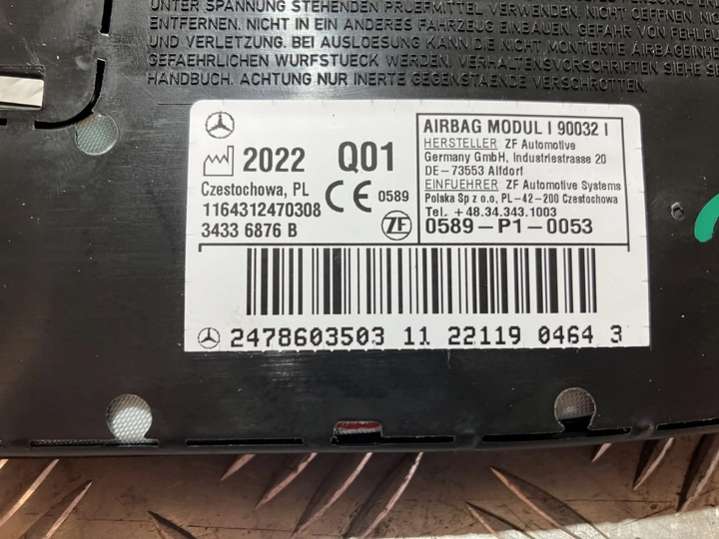 UNTER SPANNUNG STEHENDEN PRUEFMITTEL VERWENDEN. NICHT OEFFNEN, NICHT
ENTFERNEN. NICHT IN EIN ANDERES FAHRZEUG EINBAUEN. GEFAHR VON
UND VERLETZUNG. BEI AUSLOESUNG KANN DIE NICHT MONTIERTE AIRBAGEINHEIT
GEFAEHRLICHEN WURFSTUECK WERDEN. VERHALTENSVORSCHRIFTEN SIEHE
HANDBUCH. ACHTUNG NUR INERTE GEGENSTAENDE VERSCHROTTEN.
2022 Q01
Czestochowa, PL
1164312470308
3433 6876 B
CE 0589
ZF
AIRBAG MODUL I 90032 I
HERSTELLER ZF Automotive
Germany GmbH, Industriestrasse 20
DE-73553 Alfdorf
EINFUEHRER ZF Automotive Systems
Polska Sp z o.o, PL-42-200 Czestochowa
Tel. +48.34.343.1003
0589-P1-0053
2478603503 11 22119 0464 3